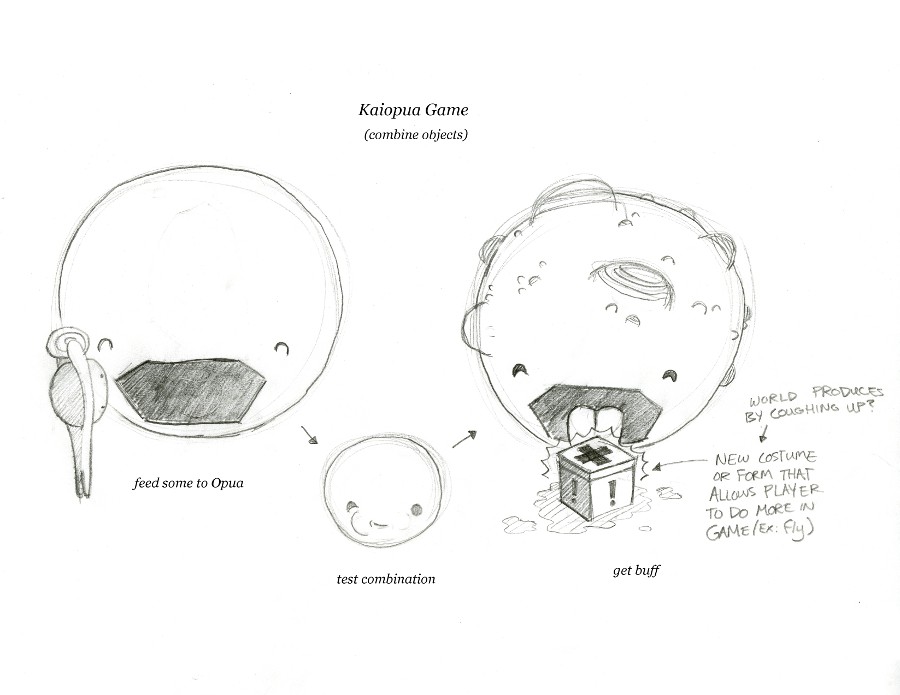 Kaiopua Game
(combine objects)
feed some to Opua
test combination
get buff
WORLD PRODUCES
BY COUGHING UP?
NEW COSTUME
OR FORM THAT
ALLOWS PLAYER
TO DO MORE IN
GAME (EX: Fly)
! !